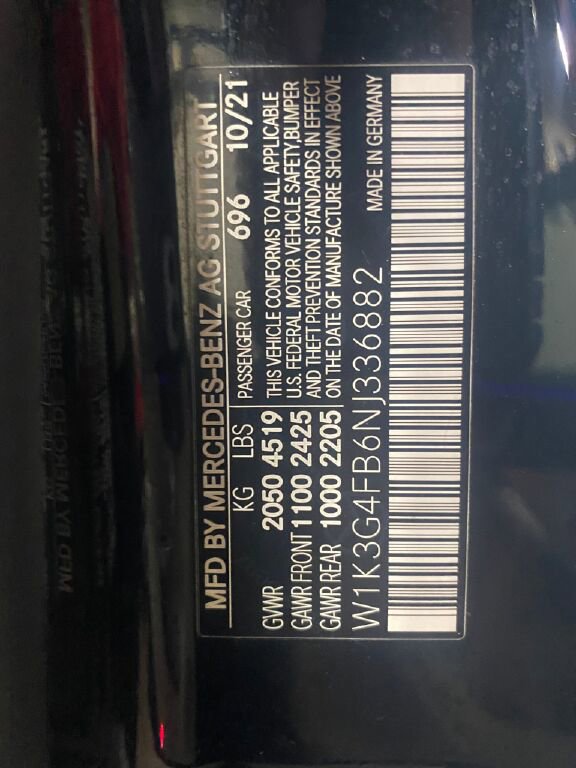 MFD BY MERCEDES-BENZ AG STUTTGART
KG LBS PASSENGER CAR 696 10/21
GVWR 2050 4519 THIS VEHICLE CONFORMS TO ALL APPLICABLE
GAWR FRONT 1100 2425 U.S. FEDERAL MOTOR VEHICLE SAFETY,BUMPER
GAWR REAR 1000 2205 AND THEFT PREVENTION STANDARDS IN EFFECT
ON THE DATE OF MANUFACTURE SHOWN ABOVE
W1K3G4FB6NJ336882 MADE IN GERMANY